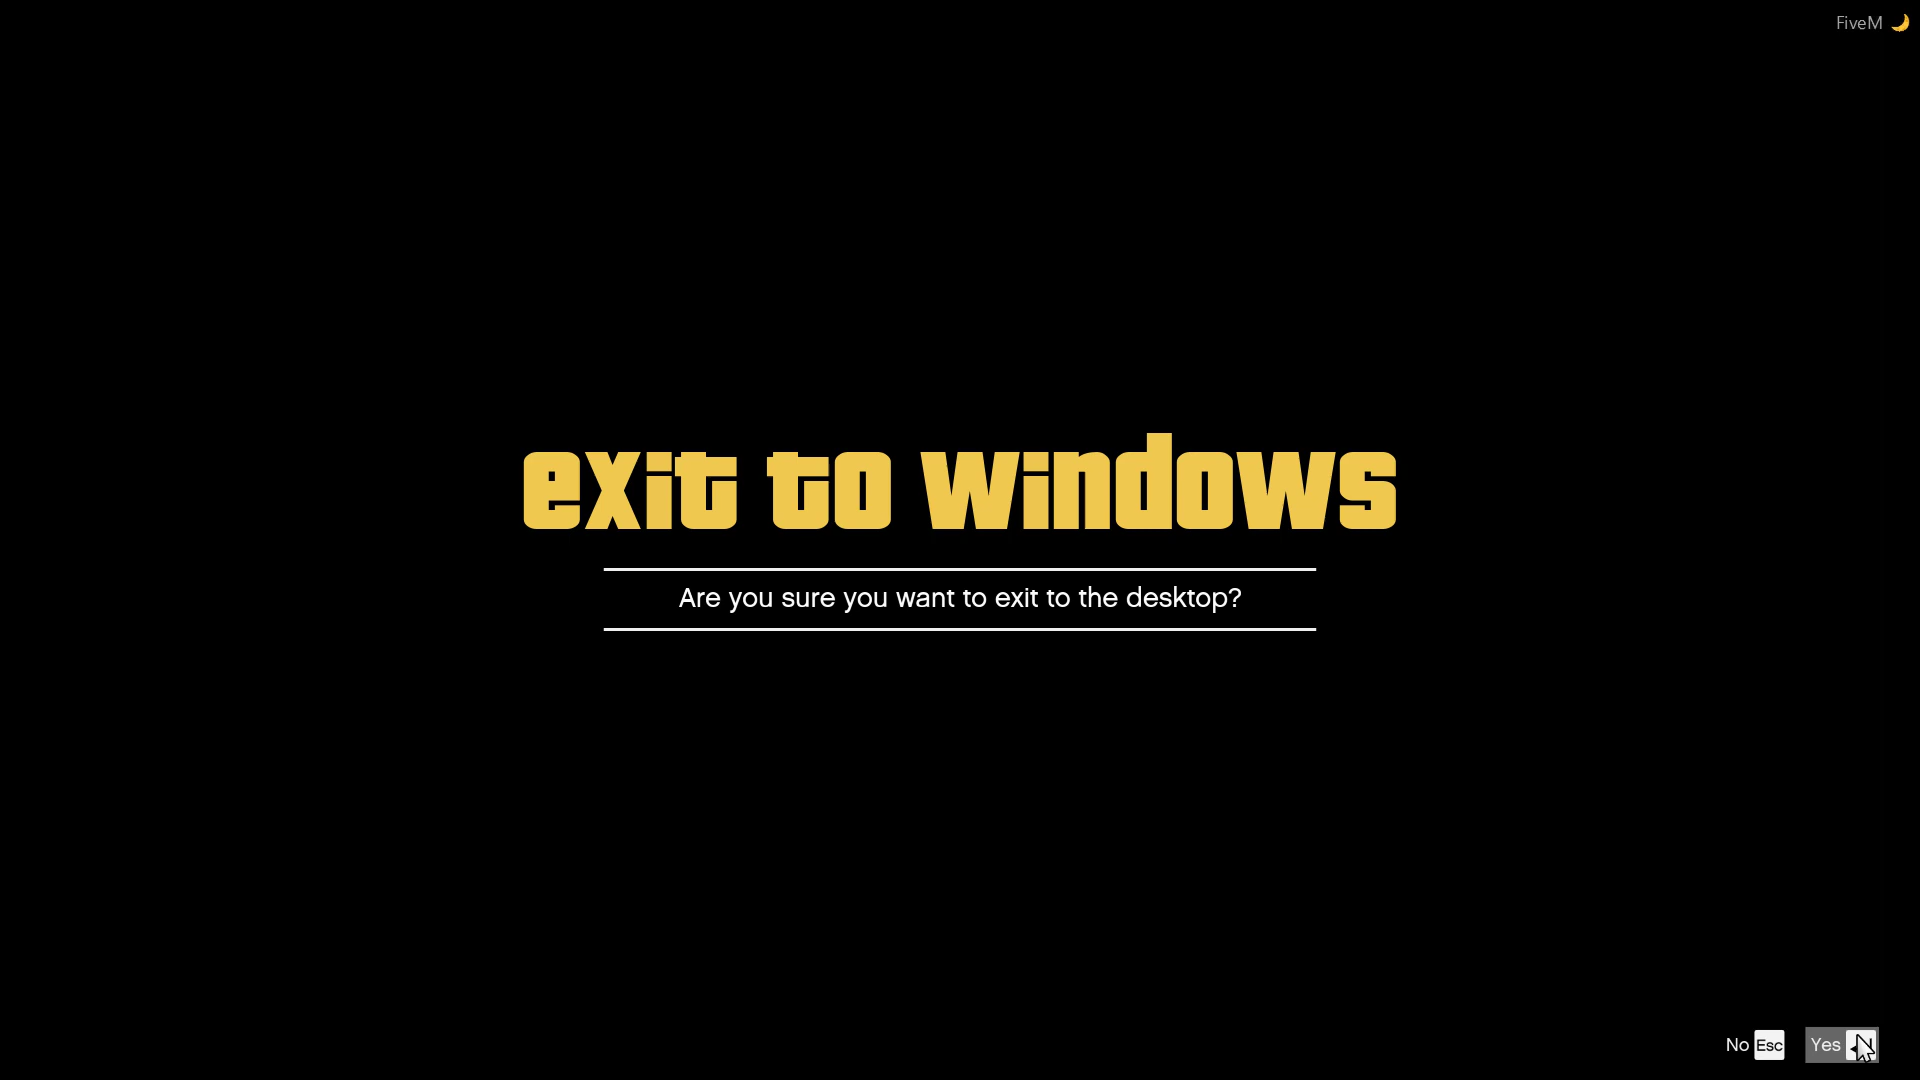 FiveM 🌙
exit to windows
Are you sure you want to exit to the desktop?
No Esc Yes